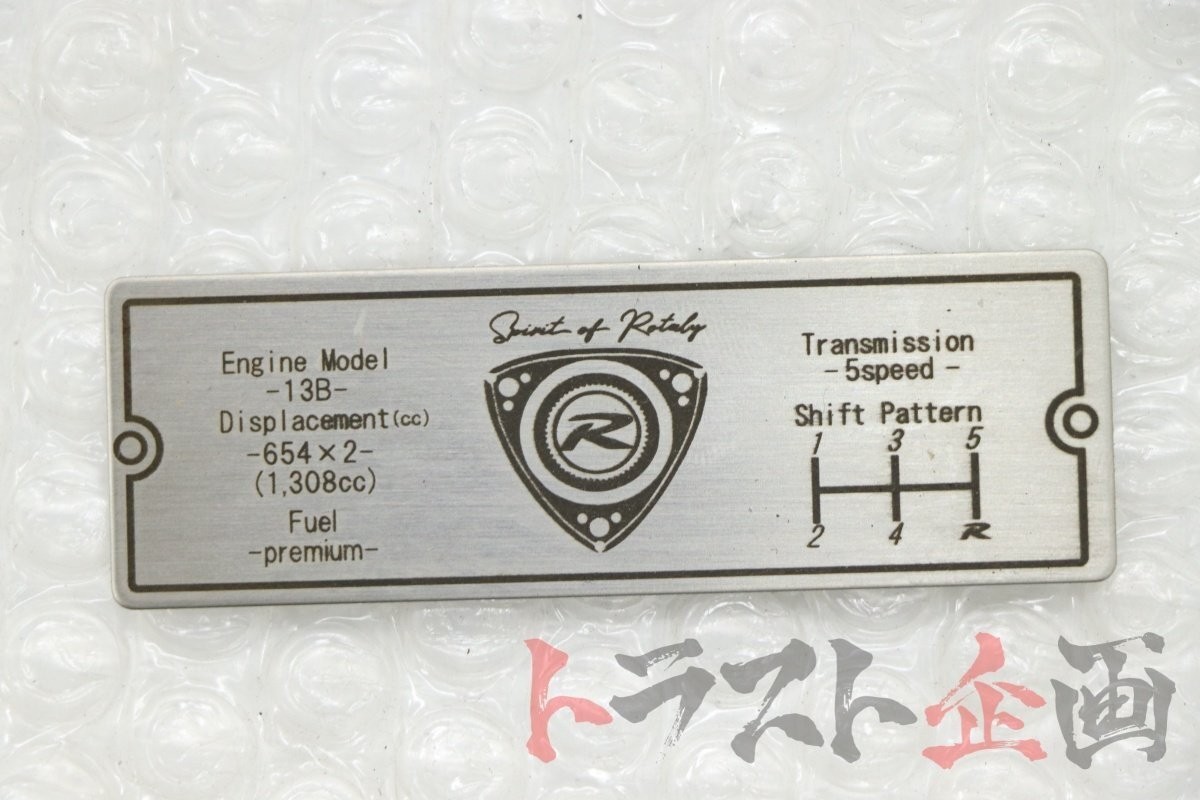 Spirit of Rotaly
Engine Model
-13B-
Displacement(cc)
-654×2-
(1,308cc)
Fuel
-premium-
R
Transmission
-5speed -
Shift Pattern
1 3 5
2 4 R
トラスト企画